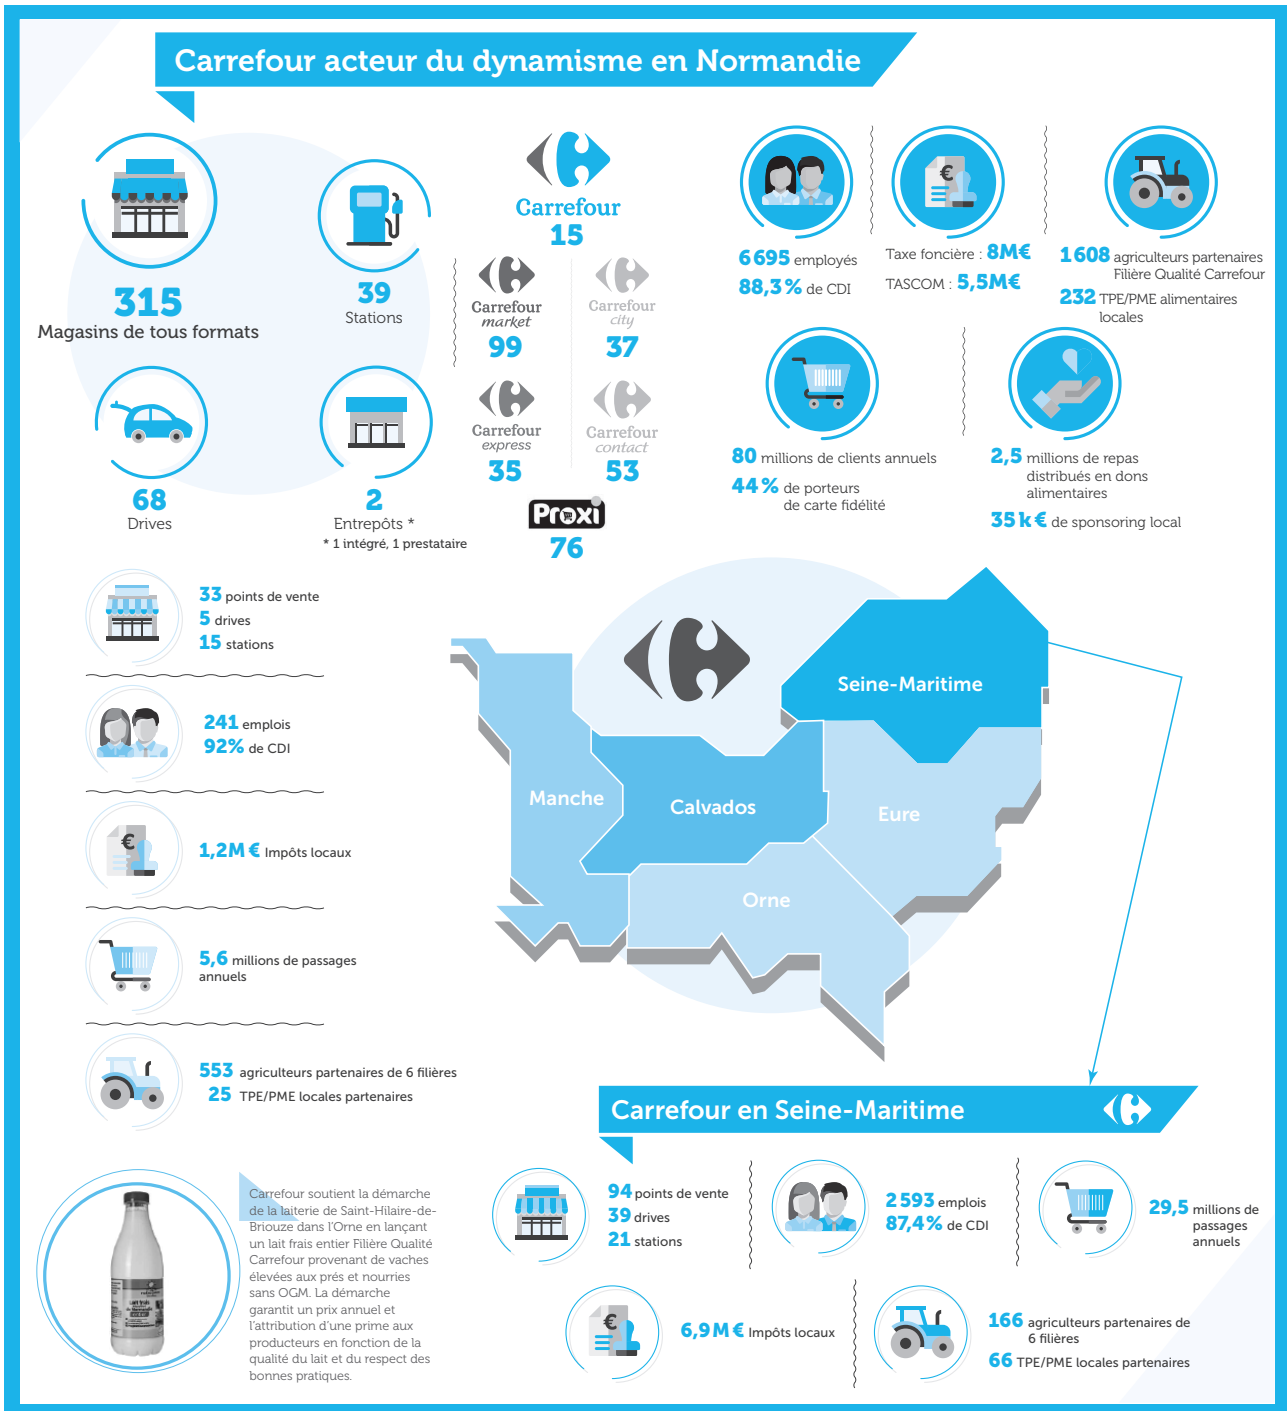 Carrefour acteur du dynamisme en Normandie
315
Magasins de tous formats
39
Stations
68
Drives
2
Entrepôts *
* 1 intégré, 1 prestataire
Carrefour
15
Carrefour
market
99
Carrefour
city
37
Carrefour
express
35
Carrefour
contact
53
Proxi
76
6 695 employés
88,3 % de CDI
€
Taxe foncière : 8M€
TASCOM : 5,5M€
1 608 agriculteurs partenaires
Filière Qualité Carrefour
232 TPE/PME alimentaires
locales
80 millions de clients annuels
44 % de porteurs
de carte fidélité
2,5 millions de repas
distribués en dons
alimentaires
35 k € de sponsoring local
33 points de vente
5 drives
15 stations
241 emplois
92% de CDI
€
1,2M € Impôts locaux
5,6 millions de passages
annuels
553 agriculteurs partenaires de 6 filières
25 TPE/PME locales partenaires
Seine-Maritime
Manche
Calvados
Eure
Orne
Carrefour soutient la démarche
de la laiterie de Saint-Hilaire-de-
Briouze dans l’Orne en lançant
un lait frais entier Filière Qualité
Carrefour provenant de vaches
élevées aux prés et nourries
sans OGM. La démarche
garantit un prix annuel et
l’attribution d’une prime aux
producteurs en fonction de la
qualité du lait et du respect des
bonnes pratiques.
Carrefour en Seine-Maritime
94 points de vente
39 drives
21 stations
2 593 emplois
87,4% de CDI
29,5 millions de
passages
annuels
€
6,9 M € Impôts locaux
166 agriculteurs partenaires de
6 filières
66 TPE/PME locales partenaires